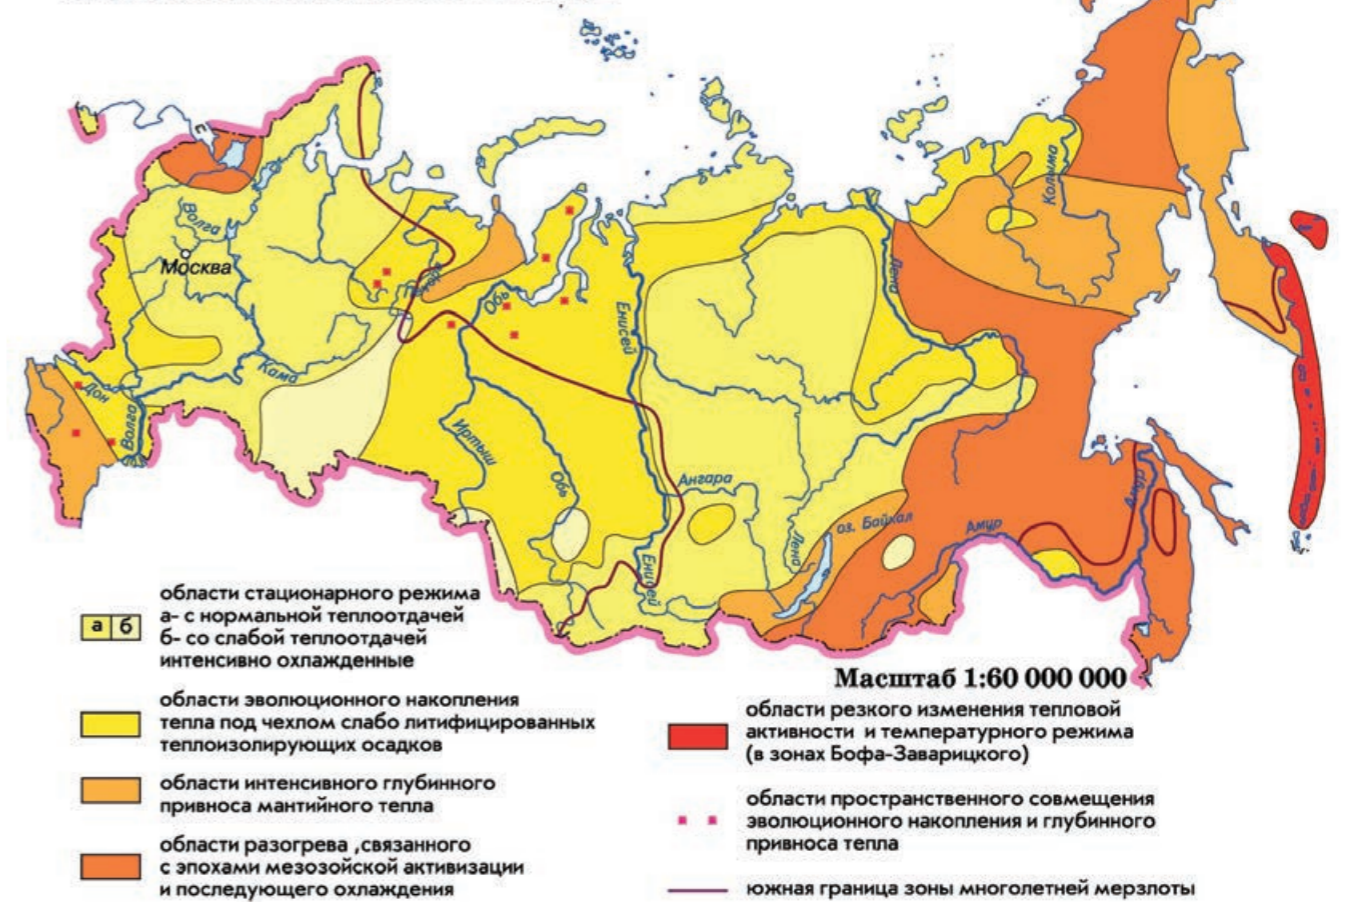 Волга
Москва
Кама
Дон
Волга
Обь
Иртыш
Обь
Енисей
Енисей
Ангара
Лена
Лена
Колыма
оз. Байкал
Амур
Амур
а б
области стационарного режима
а- с нормальной теплоотдачей
б- со слабой теплоотдачей
интенсивно охлажденные
области эволюционного накопления
тепла под чехлом слабо литифицированных
теплоизолирующих осадков
области интенсивного глубинного
привноса мантийного тепла
области разогрева ,связанного
с эпохами мезозойской активизации
и последующего охлаждения
Масштаб 1:60 000 000
области резкого изменения тепловой
активности и температурного режима
(в зонах Бофа-Заварицкого)
области пространственного совмещения
эволюционного накопления и глубинного
привноса тепла
южная граница зоны многолетней мерзлоты